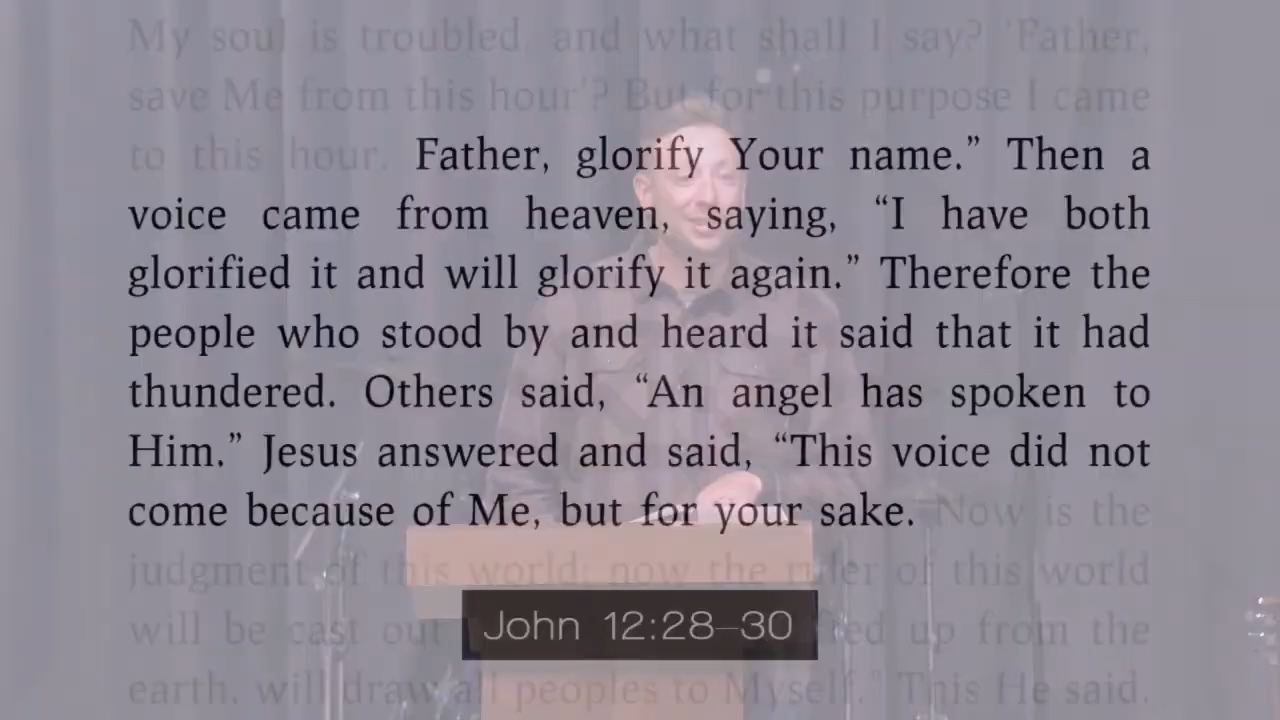 My soul is troubled, and what shall I say? ‘Father,
save Me from this hour’? But for this purpose I came
to this hour. Father, glorify Your name.” Then a
voice came from heaven, saying, “I have both
glorified it and will glorify it again.” Therefore the
people who stood by and heard it said that it had
thundered. Others said, “An angel has spoken to
Him.” Jesus answered and said, “This voice did not
come because of Me, but for your sake. Now is the
judgment of this world; now the ruler of this world
will be cast out up from the
earth, will draw all peoples to Myself.” This He said,
John 12:28–30